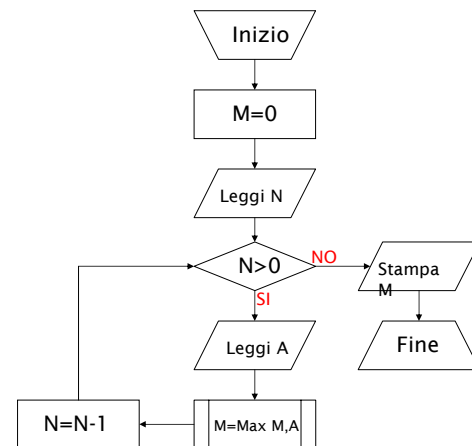 Inizio
M=0
Leggi N
N>0
NO
SI
Stampa
M
Leggi A
Fine
M=Max M,A
N=N-1